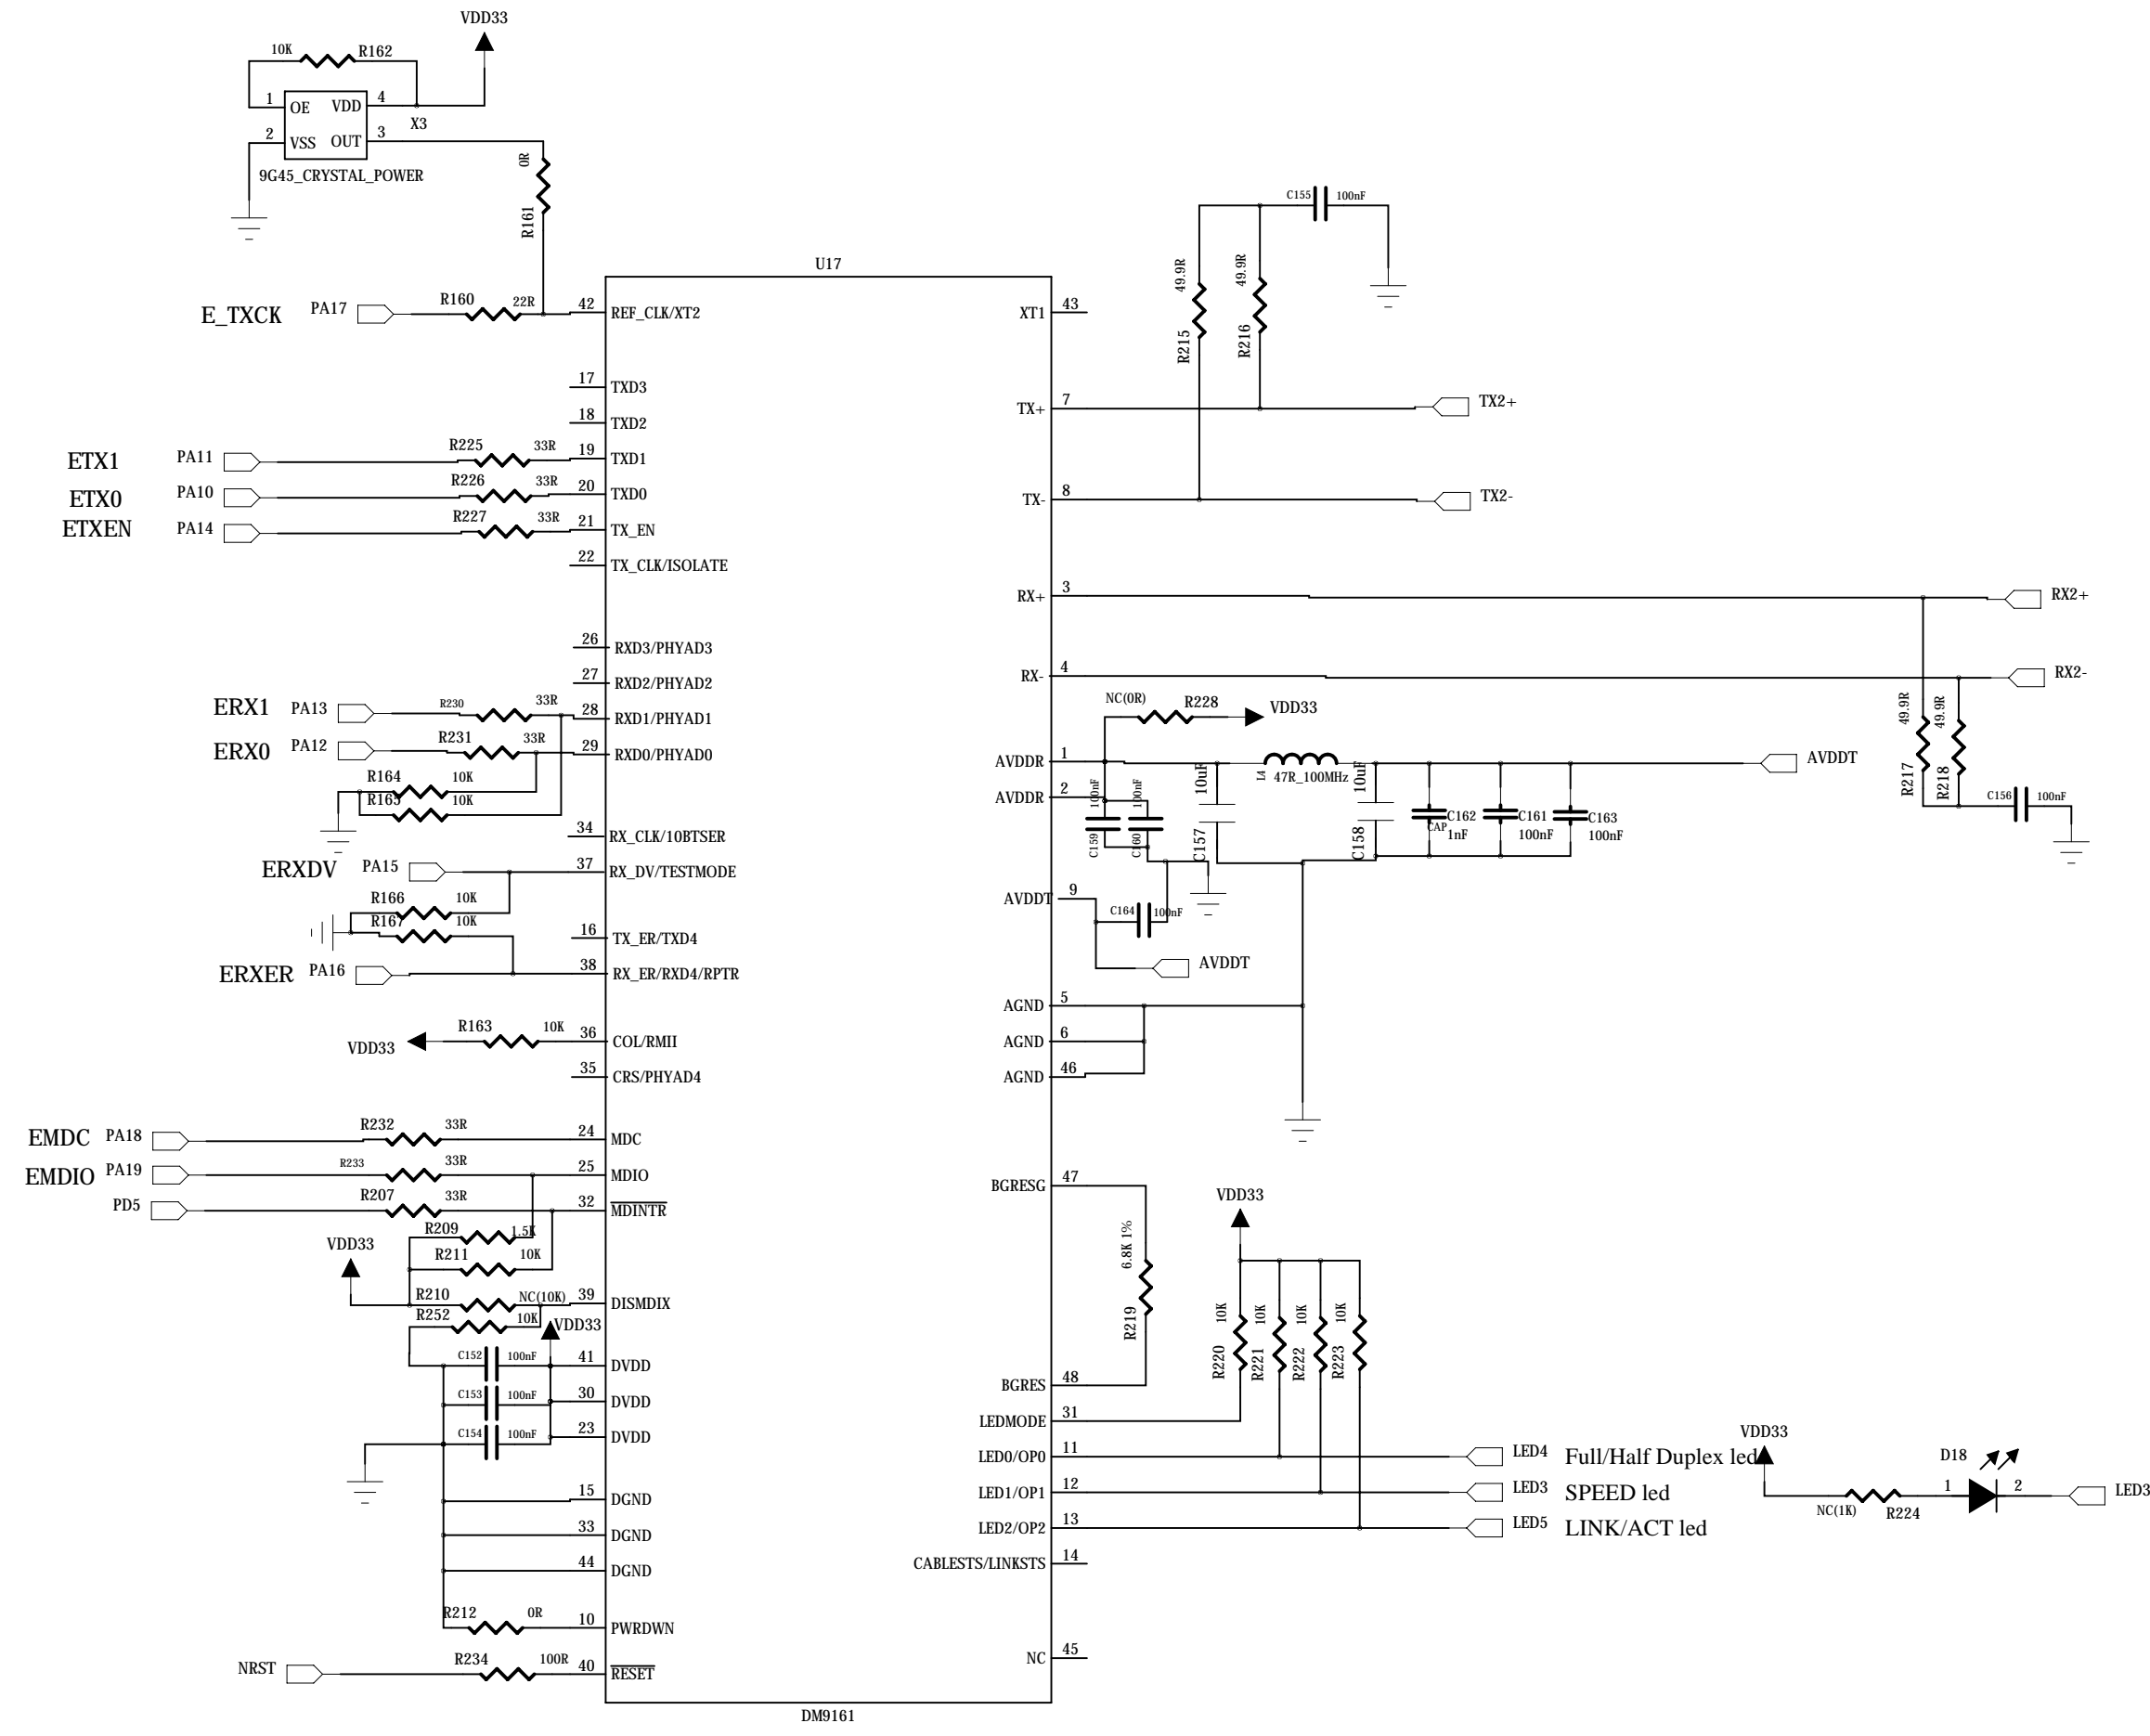 VDD33
10K R162
1 OE VDD 4
X3
2 VSS OUT 3
9G45_CRYSTAL_POWER
0R
R161
C155 100nF
49.9R
R215
49.9R
R216
U17
E_TXCK PA17 R160 22R 42 REF_CLK/XT2
XT1 43
17 TXD3
18 TXD2
TX+ 7 TX2+
ETX1 PA11 R225 33R 19 TXD1
ETX0 PA10 R226 33R 20 TXD0
TX- 8 TX2-
ETXEN PA14 R227 33R 21 TX_EN
22 TX_CLK/ISOLATE
RX+ 3 RX2+
26 RXD3/PHYAD3
27 RXD2/PHYAD2
RX- 4 RX2-
ERX1 PA13 R230 33R 28 RXD1/PHYAD1
NC(0R) R228 VDD33
49.9R
R217
49.9R
R218
C156 100nF
ERX0 PA12 R231 33R 29 RXD0/PHYAD0
AVDDR 1
L4 47R_100MHz
AVDDT
R164 10K
R165 10K
AVDDR 2
100nF
C159
100nF
C160
10uF
C157
10uF
C158
C162
CAP 1nF
C161
100nF
C163
100nF
34 RX_CLK/10BTSER
ERXDV PA15 37 RX_DV/TESTMODE
R166 10K
R167 10K
AVDDT 9
C164 100nF
AVDDT
16 TX_ER/TXD4
ERXER PA16 38 RX_ER/RXD4/RPTR
AGND 5
VDD33 R163 10K 36 COL/RMII
AGND 6
35 CRS/PHYAD4
AGND 46
EMDC PA18 R232 33R 24 MDC
EMDIO PA19 R233 33R 25 MDIO
PD5 R207 33R 32 MDINTR
BGRESG 47
R209 1.5K
VDD33
R211 10K
6.8K 1%
R219
VDD33
10K
R220
10K
R221
10K
R222
10K
R223
R210 NC(10K) 39 DISMDIX
R252 10K
VDD33
C152 100nF 41 DVDD
BGRES 48
C153 100nF 30 DVDD
LEDMODE 31
C154 100nF 23 DVDD
LED0/OP0 11 LED4 Full/Half Duplex led
LED1/OP1 12 LED3 SPEED led
LED2/OP2 13 LED5 LINK/ACT led
VDD33
NC(1K) R224
D18
1 2
LED3
15 DGND
33 DGND
CABLESTS/LINKSTS 14
44 DGND
R212 0R 10 PWRDWN
NC 45
NRST R234 100R 40 RESET
DM9161